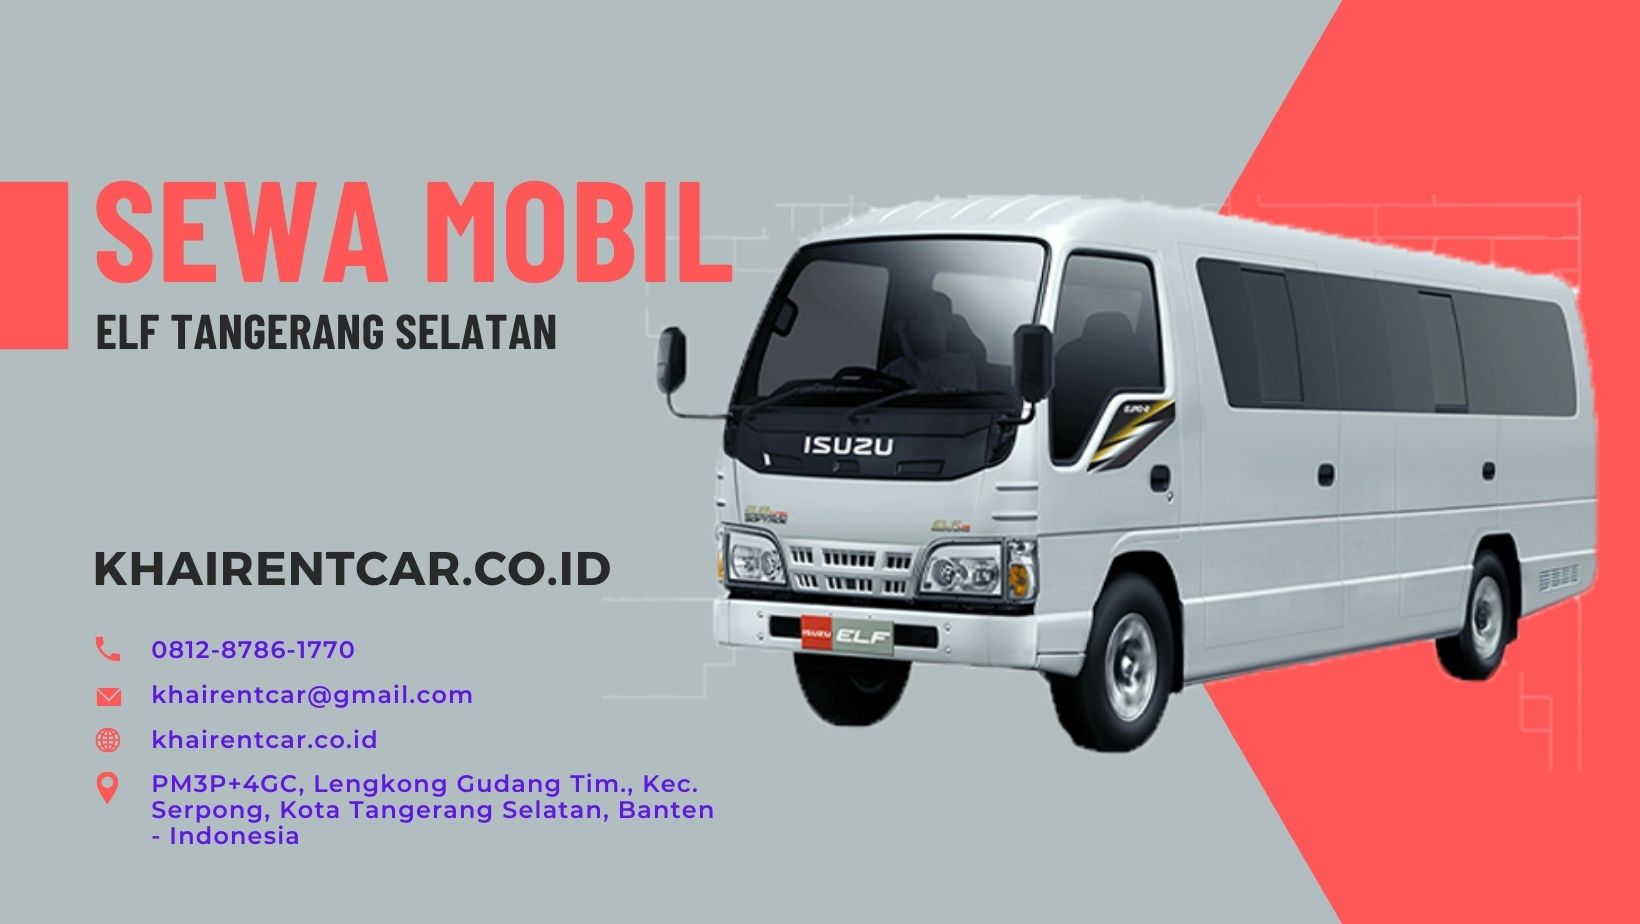 SEWA MOBIL
ELF TANGERANG SELATAN
KHAIRENTCAR.CO.ID
0812-8786-1770
khairentcar@gmail.com
khairentcar.co.id
PM3P+4GC, Lengkong Gudang Tim., Kec.
Serpong, Kota Tangerang Selatan, Banten
- Indonesia
ISUZU
ISUZU ELF